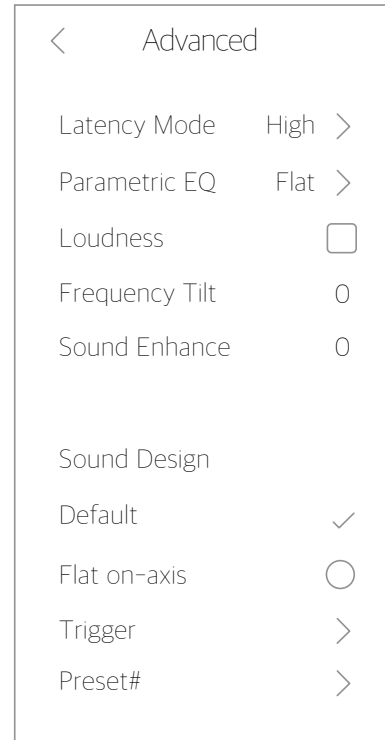 Advanced
Latency Mode High
Parametric EQ Flat
Loudness
Frequency Tilt 0
Sound Enhance 0
Sound Design
Default
Flat on-axis
Trigger
Preset#